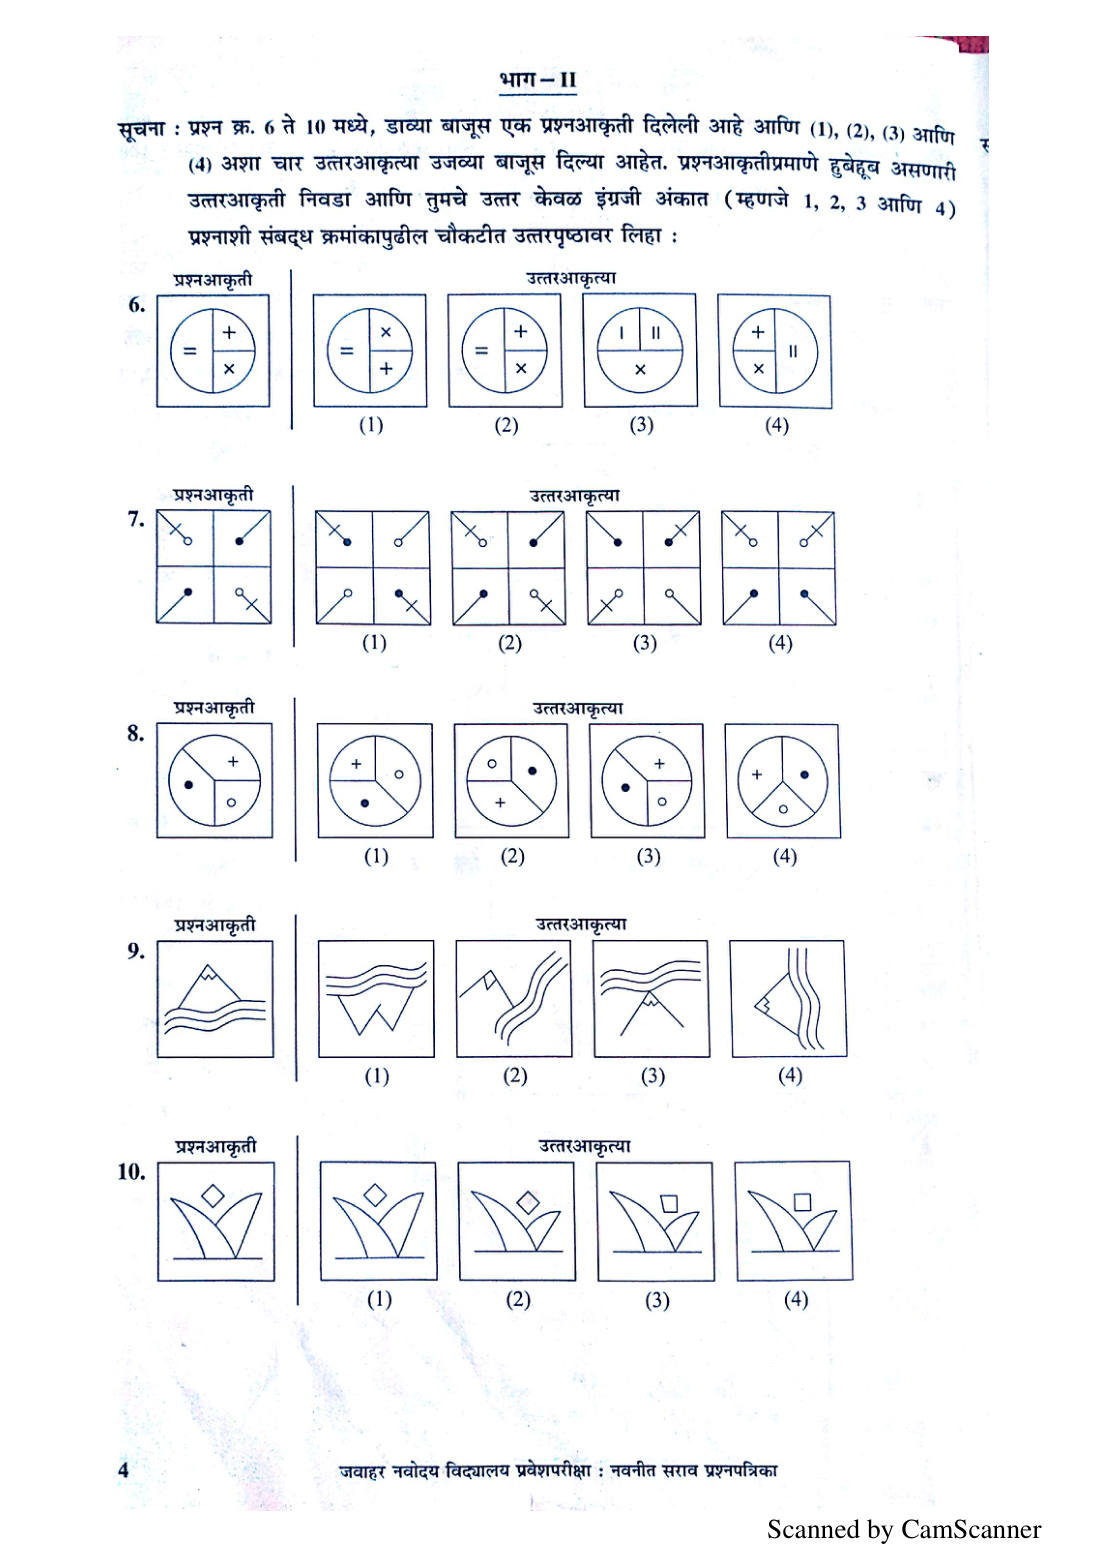 भाग – II
सूचना : प्रश्न क्र. 6 ते 10 मध्ये, डाव्या बाजूस एक प्रश्नआकृती दिलेली आहे आणि (1), (2), (3) आणि
(4) अशा चार उत्तरआकृत्या उजव्या बाजूस दिल्या आहेत. प्रश्नआकृतीप्रमाणे हुबेहूब असणारी
उत्तरआकृती निवडा आणि तुमचे उत्तर केवळ इंग्रजी अंकात (म्हणजे 1, 2, 3 आणि 4)
प्रश्नाशी संबद्ध क्रमांकापुढील चौकटीत उत्तरपृष्ठावर लिहा :
प्रश्नआकृती उत्तरआकृत्या
6.
(1) (2) (3) (4)
प्रश्नआकृती उत्तरआकृत्या
7.
(1) (2) (3) (4)
प्रश्नआकृती उत्तरआकृत्या
8.
(1) (2) (3) (4)
प्रश्नआकृती उत्तरआकृत्या
9.
(1) (2) (3) (4)
प्रश्नआकृती उत्तरआकृत्या
10.
(1) (2) (3) (4)
4 जवाहर नवोदय विद्यालय प्रवेशपरीक्षा : नवनीत सराव प्रश्नपत्रिका
Scanned by CamScanner